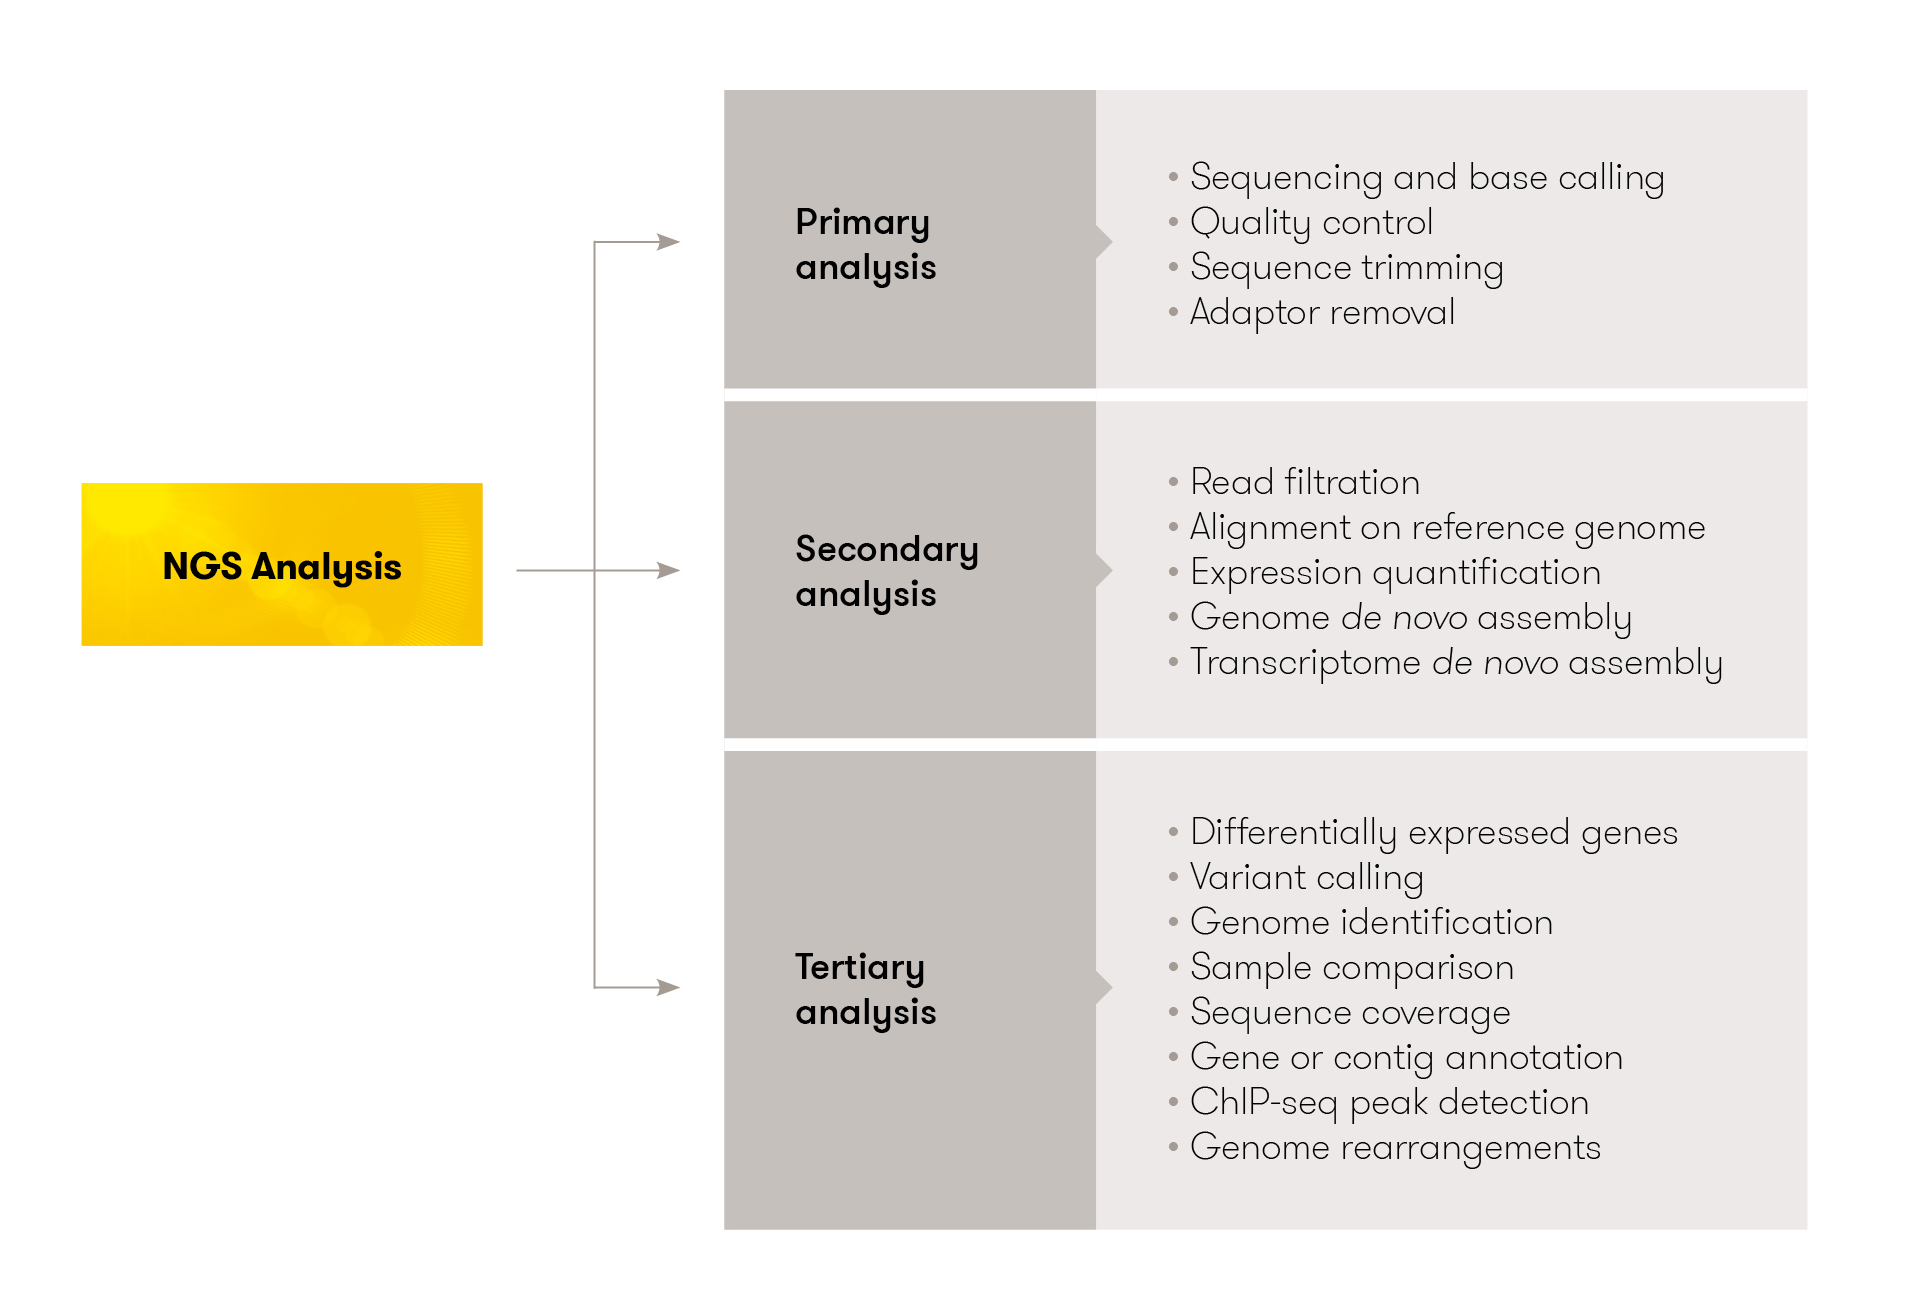 NGS Analysis
Primary
analysis
• Sequencing and base calling
• Quality control
• Sequence trimming
• Adaptor removal
Secondary
analysis
• Read filtration
• Alignment on reference genome
• Expression quantification
• Genome de novo assembly
• Transcriptome de novo assembly
Tertiary
analysis
• Differentially expressed genes
• Variant calling
• Genome identification
• Sample comparison
• Sequence coverage
• Gene or contig annotation
• ChIP-seq peak detection
• Genome rearrangements